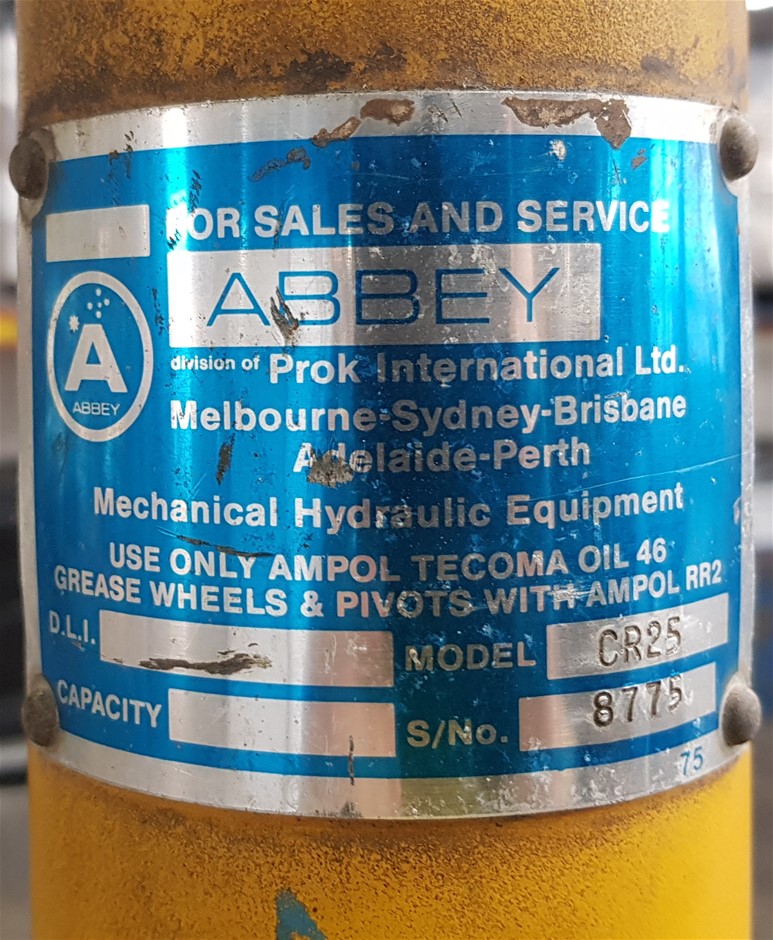 FOR SALES AND SERVICE
ABBEY
A
ABBEY
division of Prok International Ltd.
Melbourne-Sydney-Brisbane
Adelaide-Perth
Mechanical Hydraulic Equipment
USE ONLY AMPOL TECOMA OIL 46
GREASE WHEELS & PIVOTS WITH AMPOL RR2
D.L.I. MODEL CR25
CAPACITY S/No. 8775
75